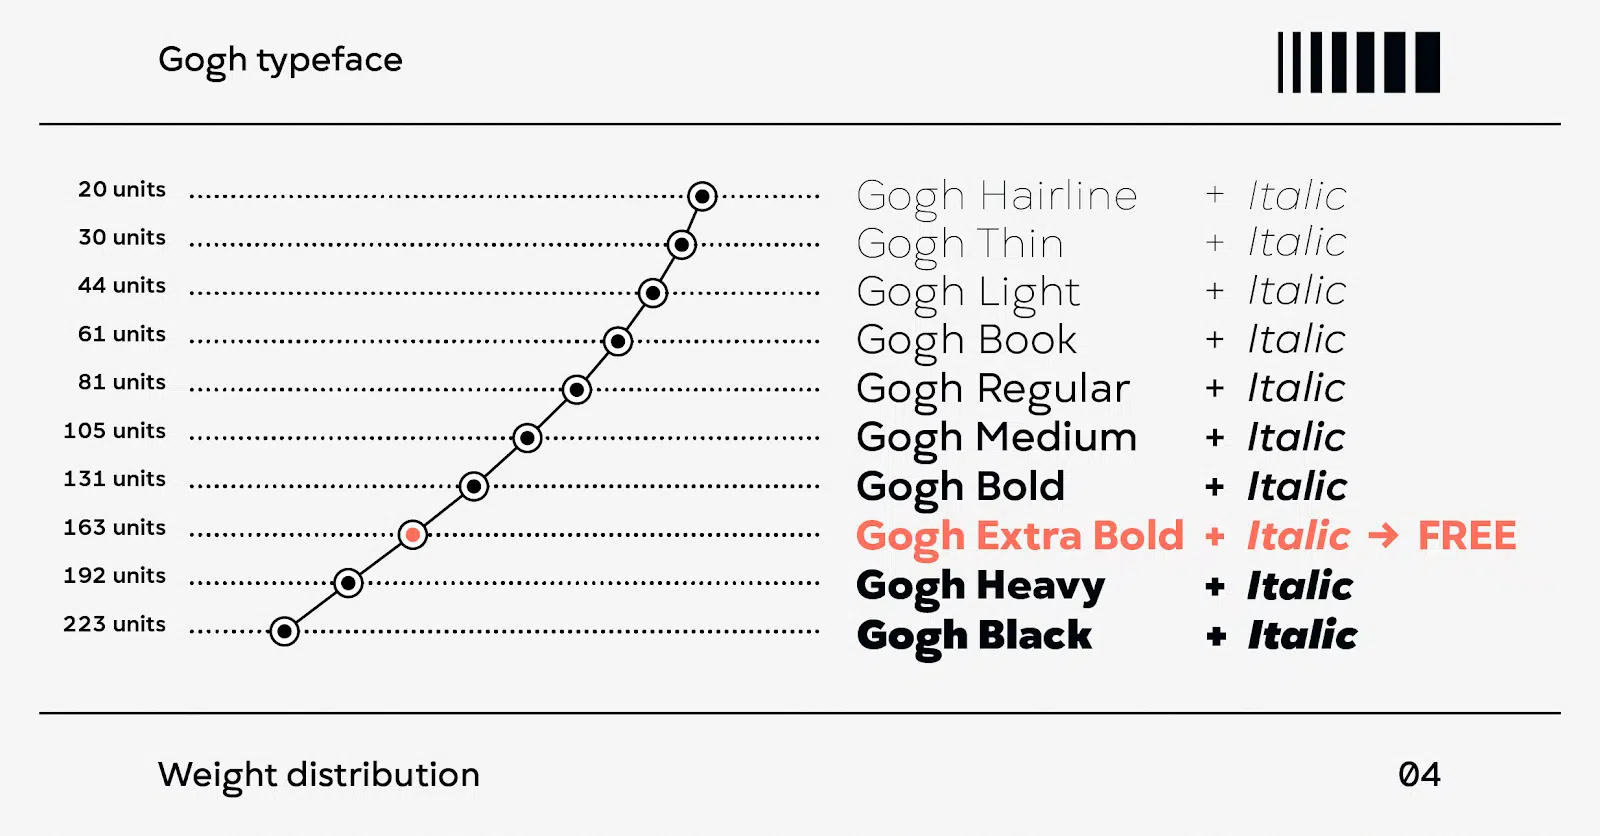 Gogh typeface
20 units Gogh Hairline + Italic
30 units Gogh Thin + Italic
44 units Gogh Light + Italic
61 units Gogh Book + Italic
81 units Gogh Regular + Italic
105 units Gogh Medium + Italic
131 units Gogh Bold + Italic
163 units Gogh Extra Bold + Italic → FREE
192 units Gogh Heavy + Italic
223 units Gogh Black + Italic
Weight distribution 04